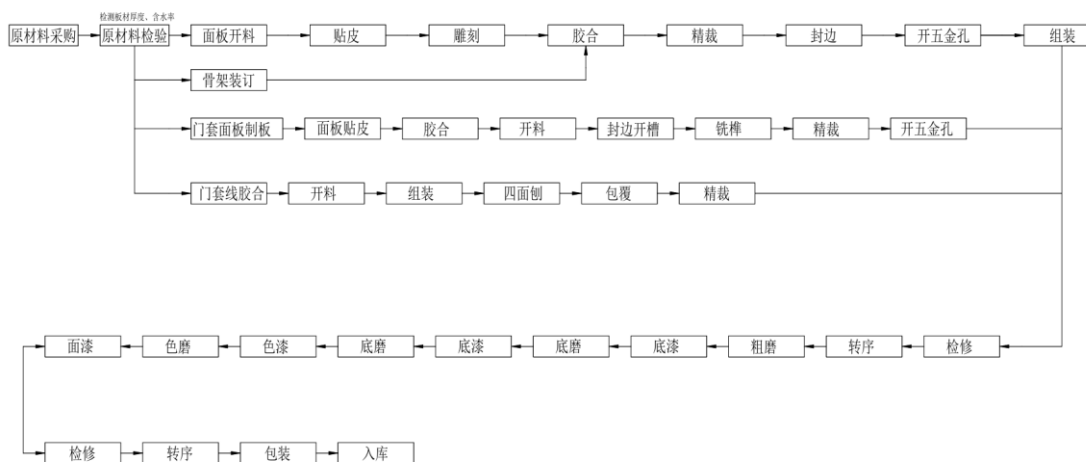 检测板材厚度、含水率
原材料采购 原材料检验 面板开料 贴皮 雕刻 胶合 精裁 封边 开五金孔 组装
骨架装订
门套面板制板 面板贴皮 胶合 开料 封边开槽 铣榫 精裁 开五金孔
门套线胶合 开料 组装 四面刨 包覆 精裁
面漆 色磨 色漆 底磨 底漆 底磨 底漆 粗磨 转序 检修
检修 转序 包装 入库